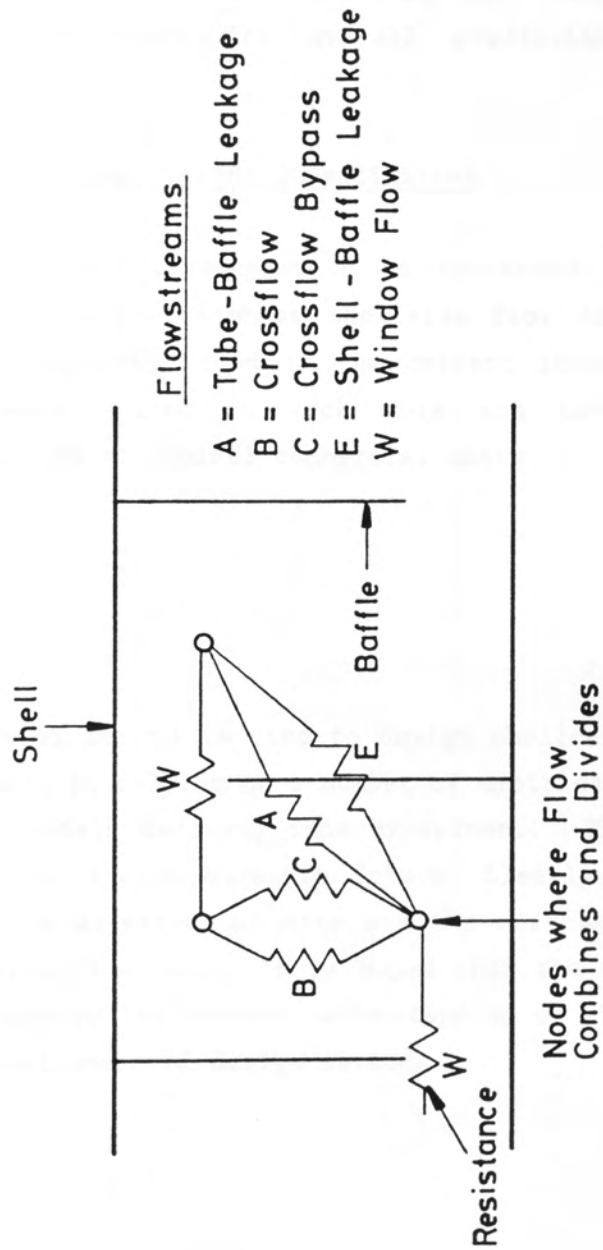 Shell
Flowstreams
A = Tube-Baffle Leakage
B = Crossflow
C = Crossflow Bypass
E = Shell-Baffle Leakage
W = Window Flow
W
A
C
B
E
Baffle
W
Resistance
Nodes where Flow
Combines and Divides